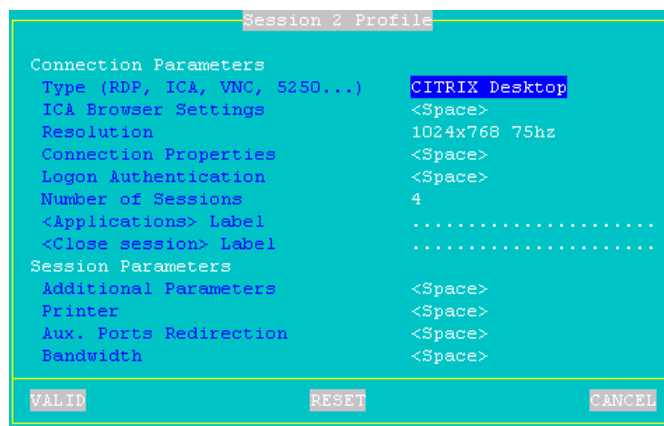 Session 2 Profile
Connection Parameters
Type (RDP, ICA, VNC, 5250...) CITRIX Desktop
ICA Browser Settings <Space>
Resolution 1024x768 75hz
Connection Properties <Space>
Logon Authentication <Space>
Number of Sessions 4
<Applications> Label ......................
<Close session> Label ......................
Session Parameters
Additional Parameters <Space>
Printer <Space>
Aux. Ports Redirection <Space>
Bandwidth <Space>
VALID RESET CANCEL